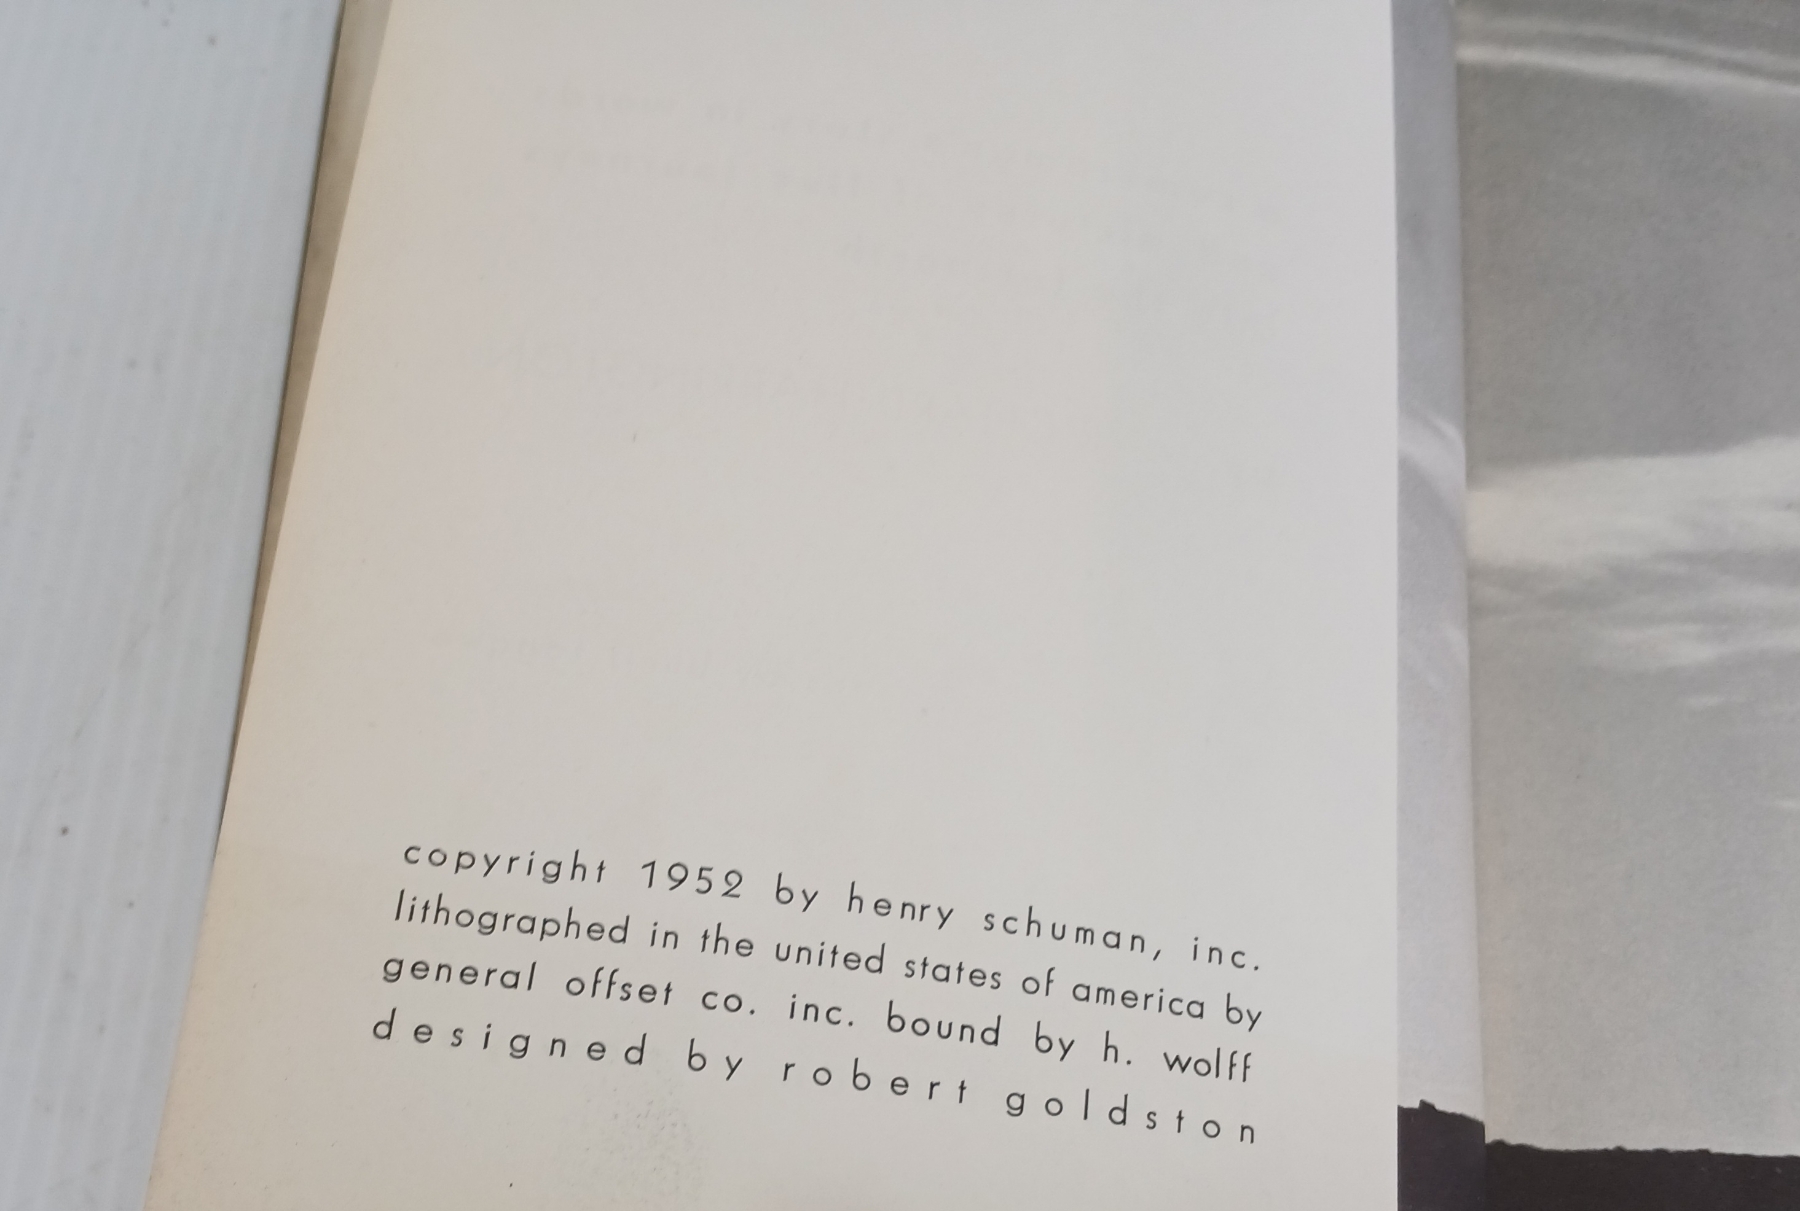 copyright 1952 by henry schuman, inc.
lithographed in the united states of america by
general offset co. inc. bound by h. wolff
designed by robert goldston